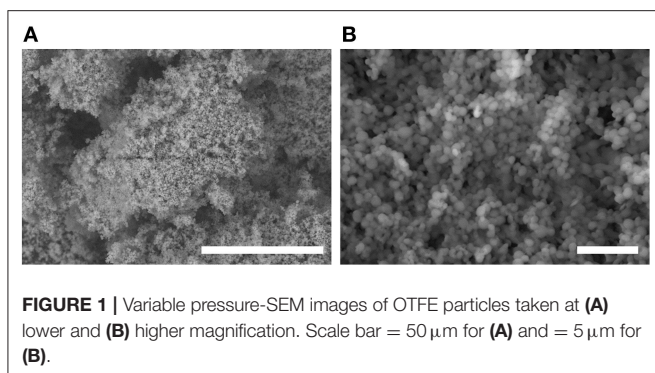 A
B
FIGURE 1 | Variable pressure-SEM images of OTFE particles taken at (A)
lower and (B) higher magnification. Scale bar = 50 μm for (A) and = 5 μm for
(B).